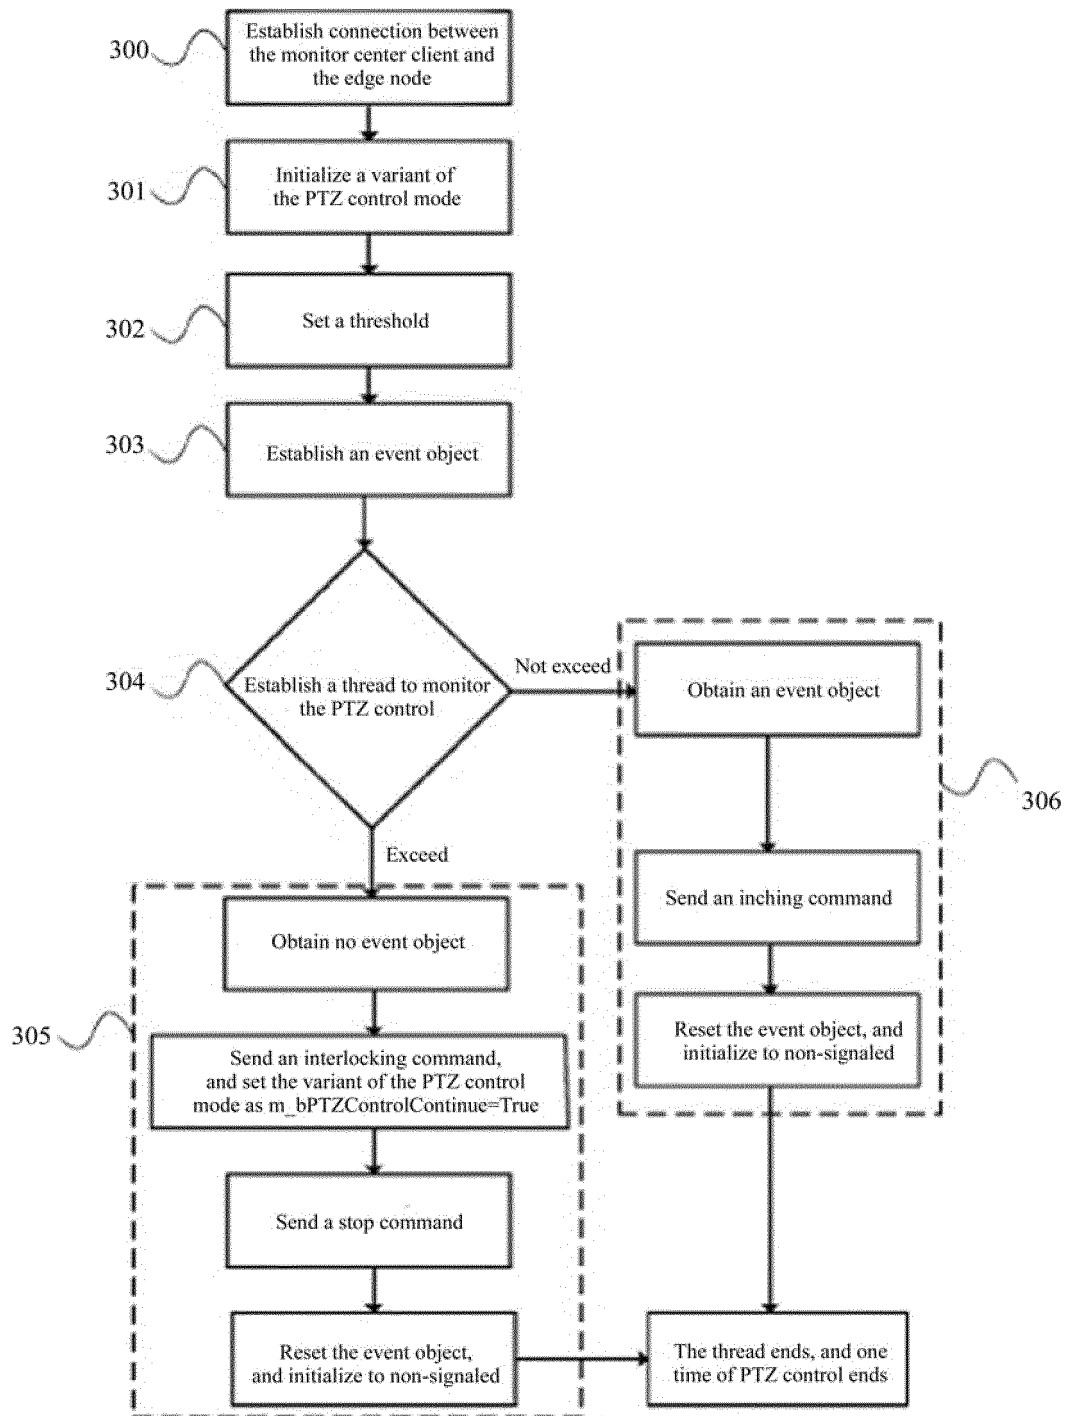 300
Establish connection between
the monitor center client and
the edge node
301
Initialize a variant of
the PTZ control mode
302
Set a threshold
303
Establish an event object
304
Establish a thread to monitor
the PTZ control
Not exceed
Obtain an event object
306
Exceed
Send an inching command
Obtain no event object
305
Reset the event object, and
initialize to non-signaled
Send an interlocking command,
and set the variant of the PTZ control
mode as m_bPTZControlContinue=True
Send a stop command
Reset the event object,
and initialize to non-signaled
The thread ends, and one
time of PTZ control ends